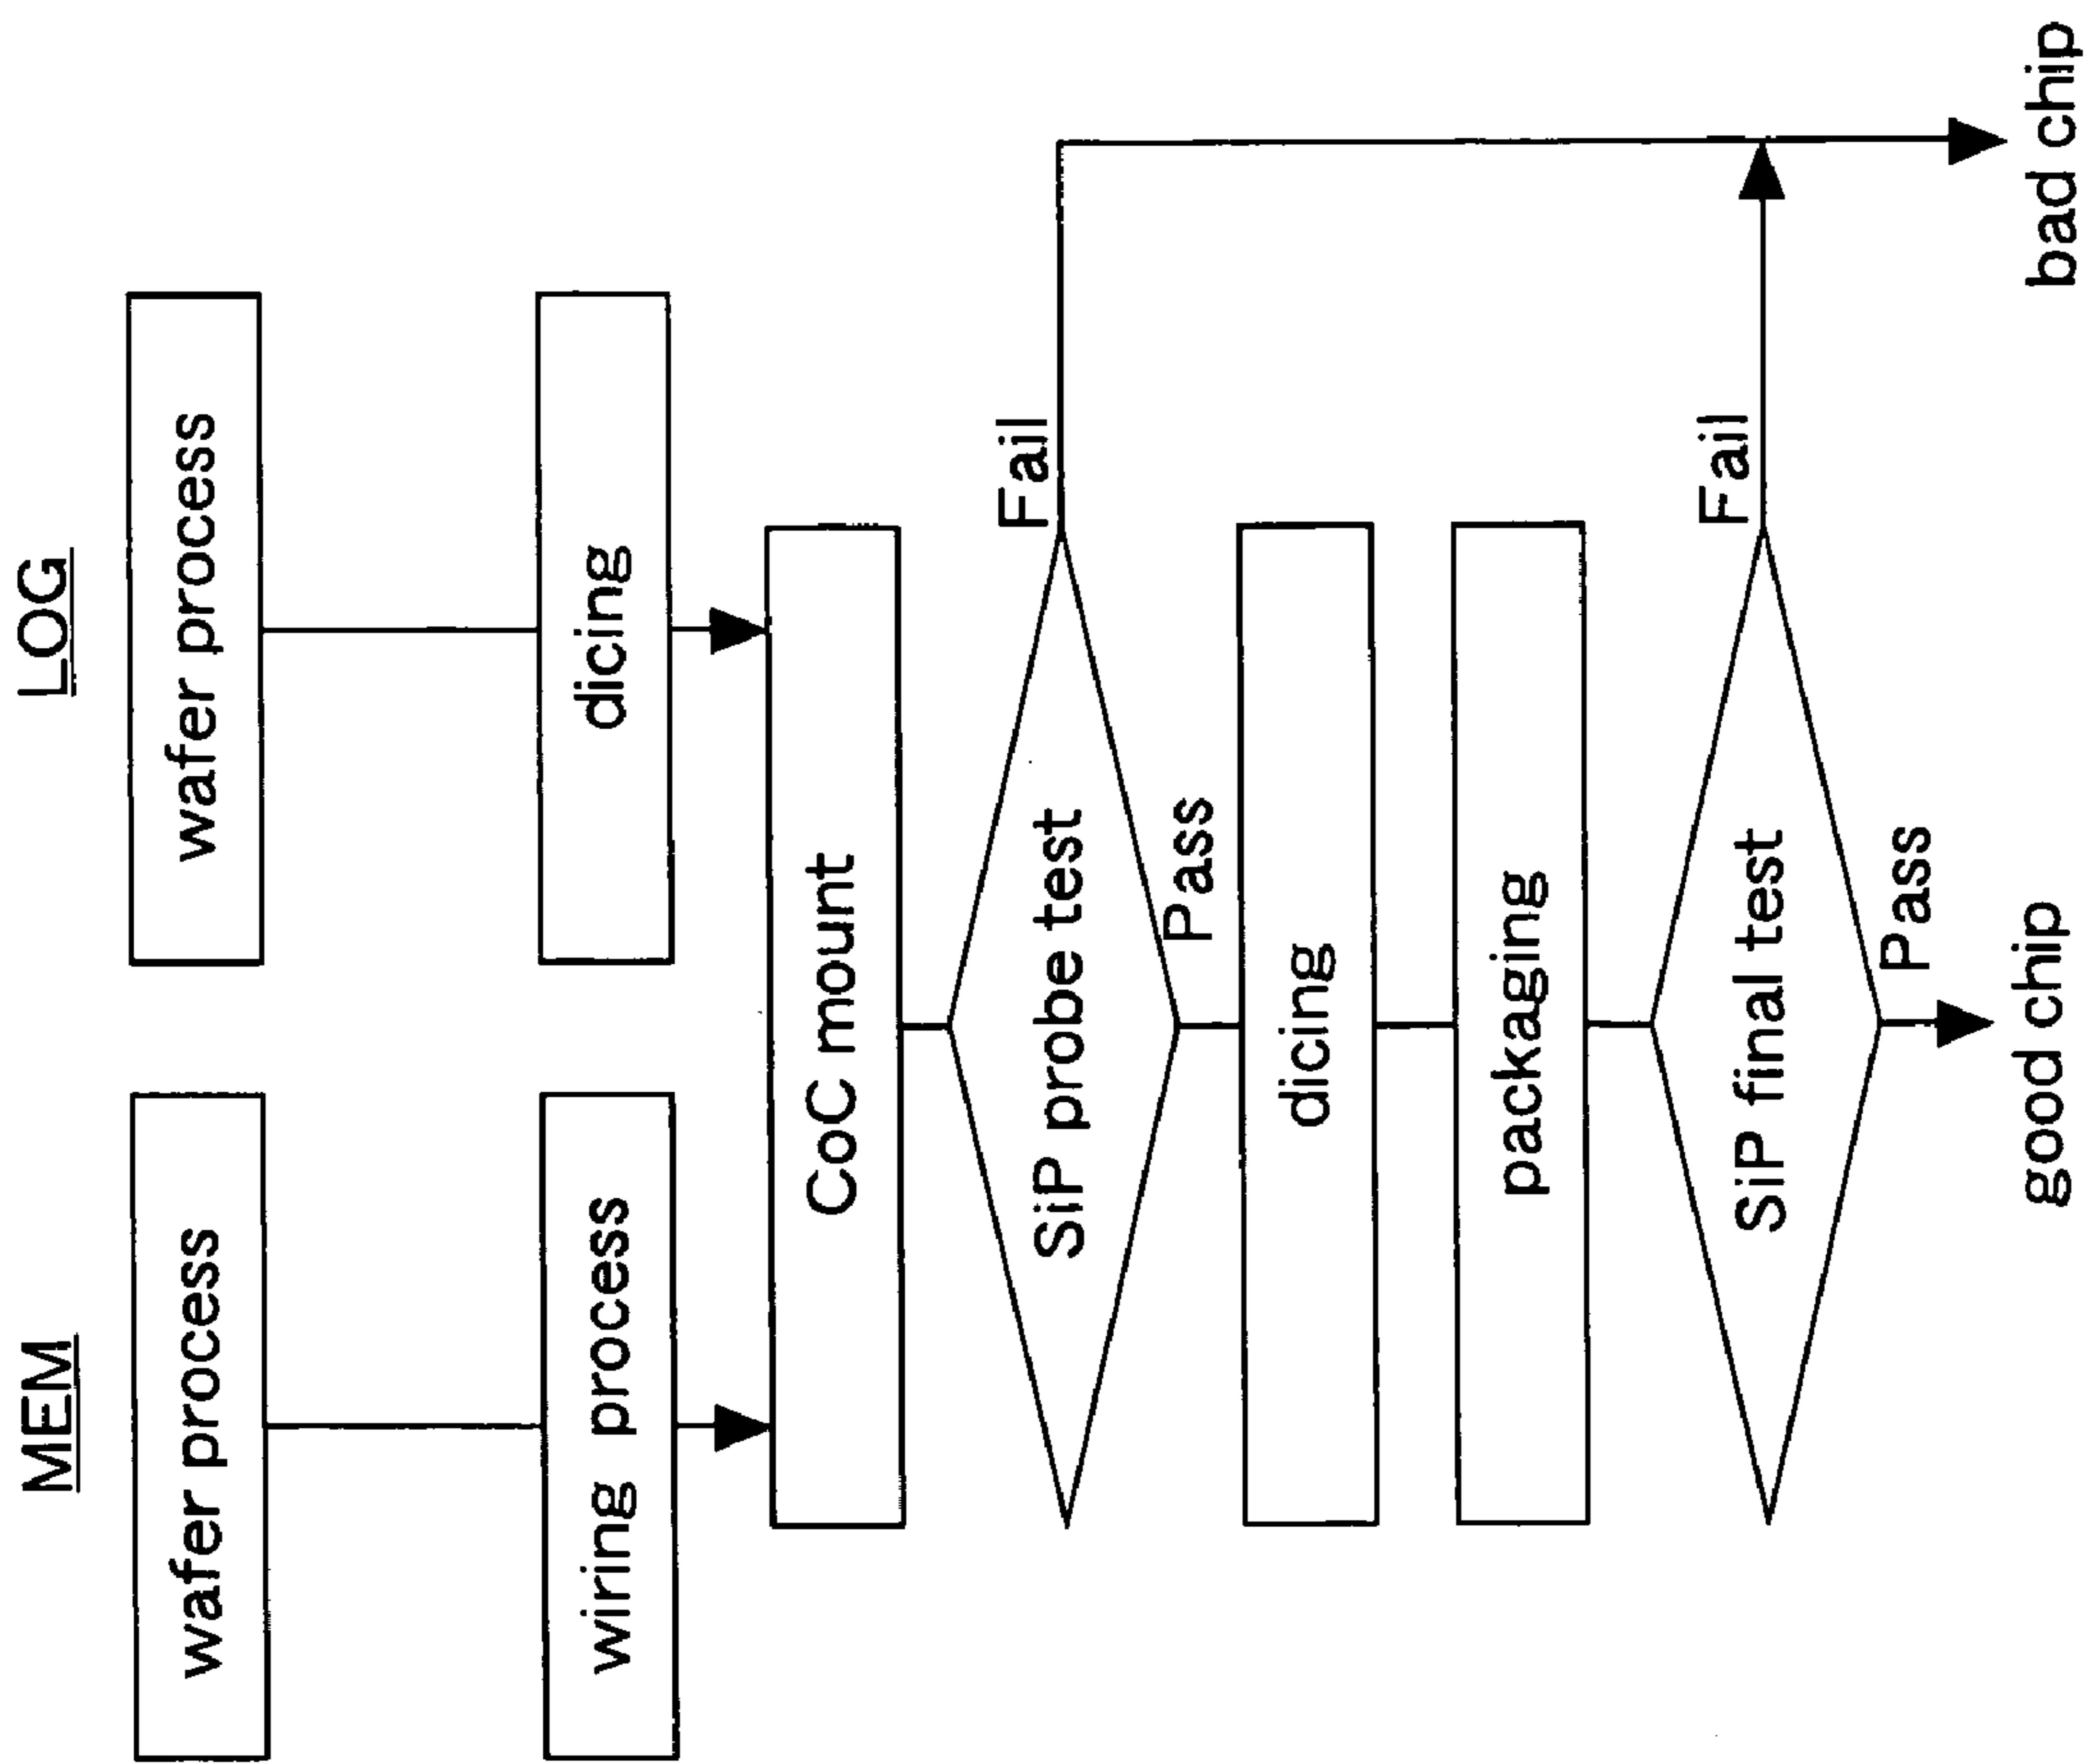 MEM
LOG
wafer process
wafer process
wiring process
dicing
CoC mount
SiP probe test
Fail
Pass
dicing
packaging
SiP final test
Fail
Pass
good chip
bad chip